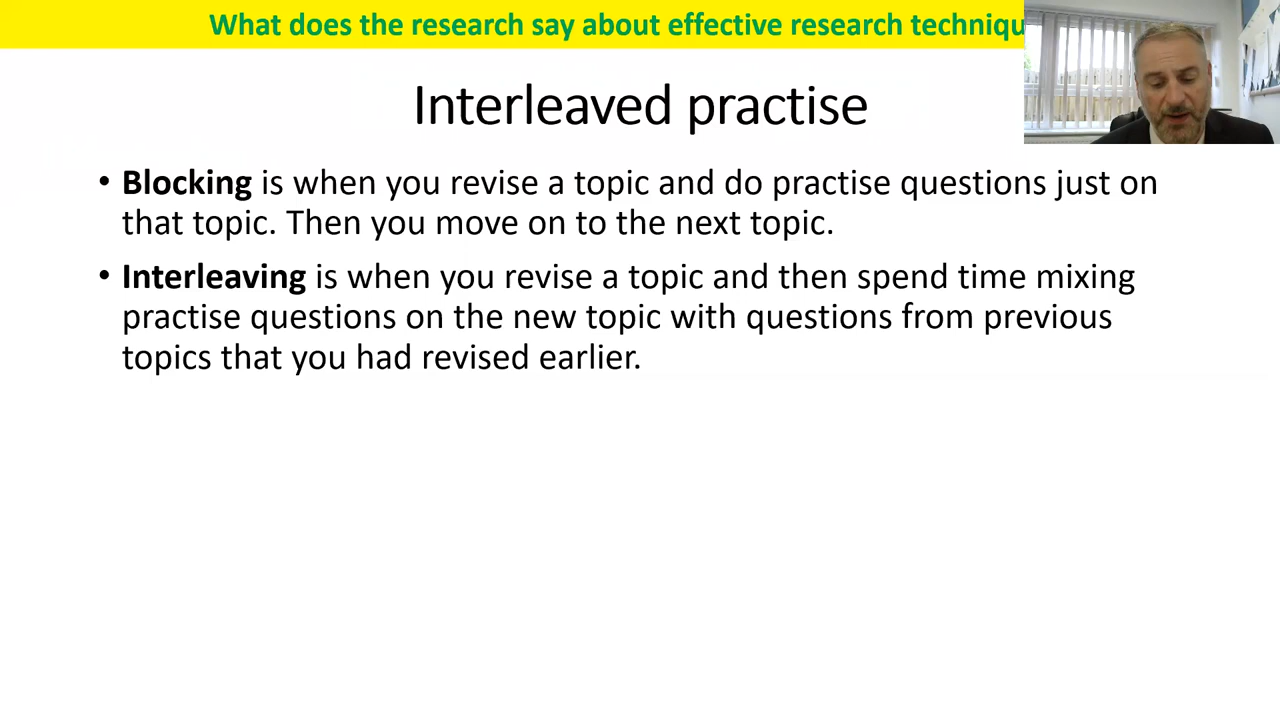 What does the research say about effective research techniqu
Interleaved practise
• Blocking is when you revise a topic and do practise questions just on
that topic. Then you move on to the next topic.
• Interleaving is when you revise a topic and then spend time mixing
practise questions on the new topic with questions from previous
topics that you had revised earlier.